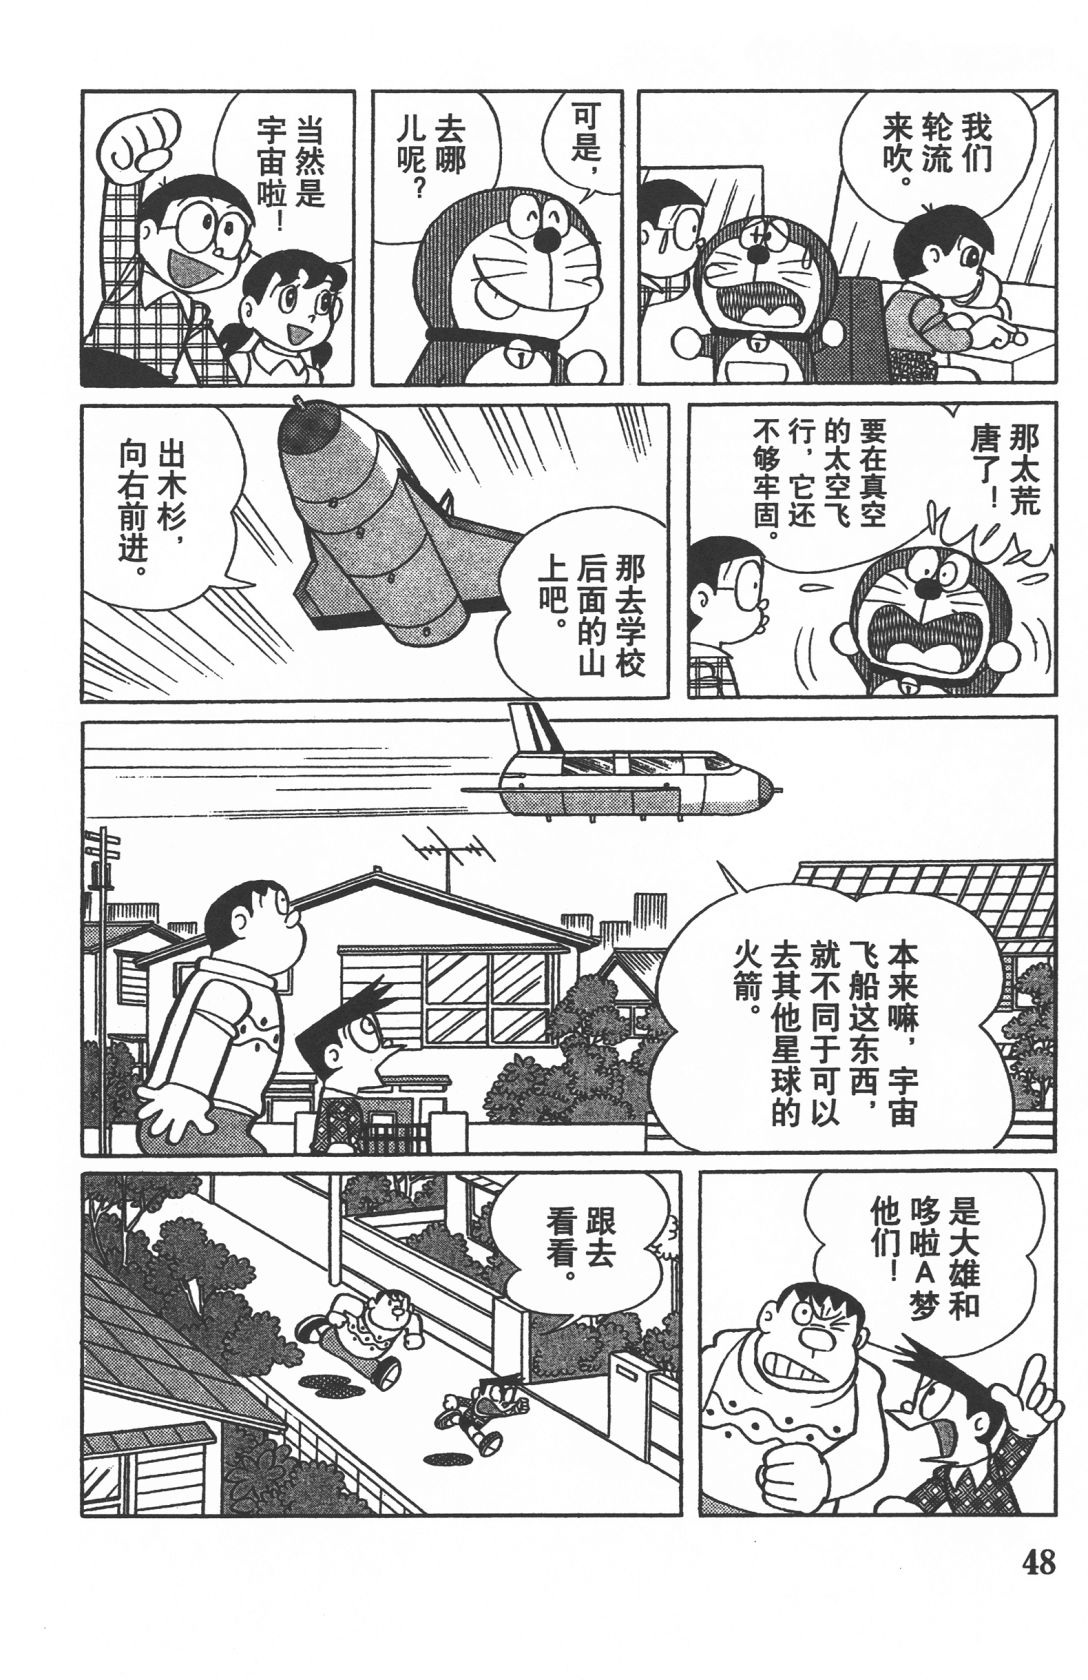 我们
轮流
来吹。
可是，
去哪
儿呢？
当然是
宇宙啦！
那太荒
唐了！
要在真空
的太空飞
行，它还
不够牢固。
那去学校
后面的山
上吧。
出木杉，
向右前进。
本来嘛，宇宙
飞船这东西，
就不同于可以
去其他星球的
火箭。
是大雄和
哆啦A梦
他们！
跟去
看看。
48